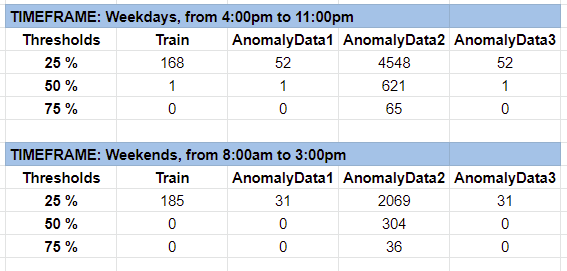 TIMEFRAME: Weekdays, from 4:00pm to 11:00pm
Thresholds Train AnomalyData1 AnomalyData2 AnomalyData3
25 % 168 52 4548 52
50 % 1 1 621 1
75 % 0 0 65 0
TIMEFRAME: Weekends, from 8:00am to 3:00pm
Thresholds Train AnomalyData1 AnomalyData2 AnomalyData3
25 % 185 31 2069 31
50 % 0 0 304 0
75 % 0 0 36 0